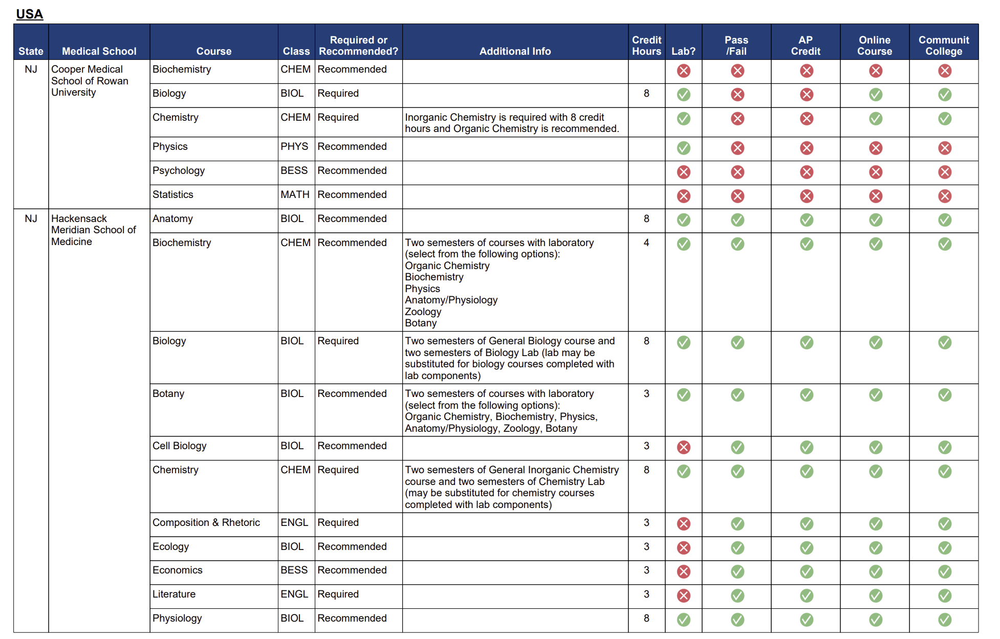 USA
State Medical School Course Class Required or Recommended? Additional Info Credit Hours Lab? Pass /Fail AP Credit Online Course Communit College
NJ Cooper Medical School of Rowan University
Biochemistry CHEM Recommended
Biology BIOL Required 8
Chemistry CHEM Required Inorganic Chemistry is required with 8 credit
hours and Organic Chemistry is recommended.
Physics PHYS Recommended
Psychology BESS Recommended
Statistics MATH Recommended
NJ Hackensack Meridian School of Medicine
Anatomy BIOL Recommended 8
Biochemistry CHEM Recommended Two semesters of courses with laboratory 4
(select from the following options):
Organic Chemistry
Biochemistry
Physics
Anatomy/Physiology
Zoology
Botany
Biology BIOL Required Two semesters of General Biology course and 8
two semesters of Biology Lab (lab may be
substituted for biology courses completed with
lab components)
Botany BIOL Recommended Two semesters of courses with laboratory 3
(select from the following options):
Organic Chemistry, Biochemistry, Physics,
Anatomy/Physiology, Zoology, Botany
Cell Biology BIOL Recommended 3
Chemistry CHEM Required Two semesters of General Inorganic Chemistry 8
course and two semesters of Chemistry Lab
(may be substituted for chemistry courses
completed with lab components)
Composition & Rhetoric ENGL Required 3
Ecology BIOL Recommended 3
Economics BESS Recommended 3
Literature ENGL Required 3
Physiology BIOL Recommended 8